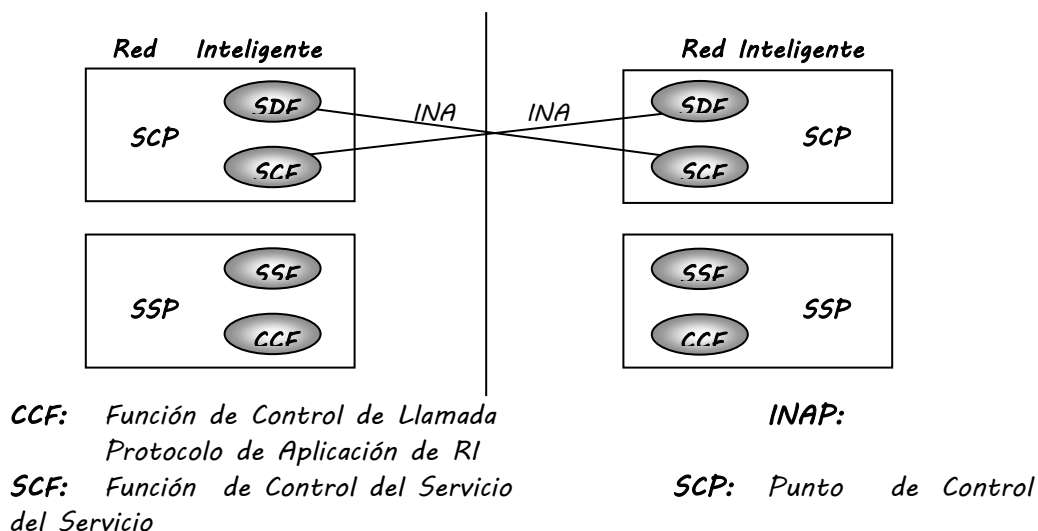 Red Inteligente Red Inteligente
SDF INA INA SDF
SCP SCP
SCF SCF
SSF SSF
SSP SSP
CCF CCF
CCF: Función de Control de Llamada INAP:
Protocolo de Aplicación de RI
SCF: Función de Control del Servicio SCP: Punto de Control
del Servicio